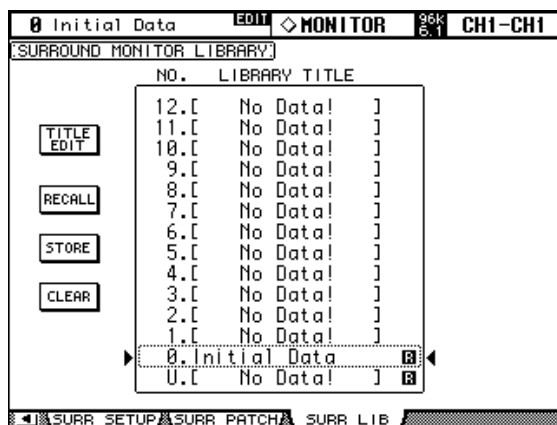 0 Initial Data EDIT ◇MONITOR 96k 6.1 CH1-CH1
SURROUND MONITOR LIBRARY
NO. LIBRARY TITLE
12.[ No Data! ]
11.[ No Data! ]
10.[ No Data! ]
9.[ No Data! ]
8.[ No Data! ]
7.[ No Data! ]
6.[ No Data! ]
5.[ No Data! ]
4.[ No Data! ]
3.[ No Data! ]
2.[ No Data! ]
1.[ No Data! ]
0.Initial Data R
U.[ No Data! ] R
TITLE EDIT
RECALL
STORE
CLEAR
SURR SETUP SURR PATCH SURR LIB